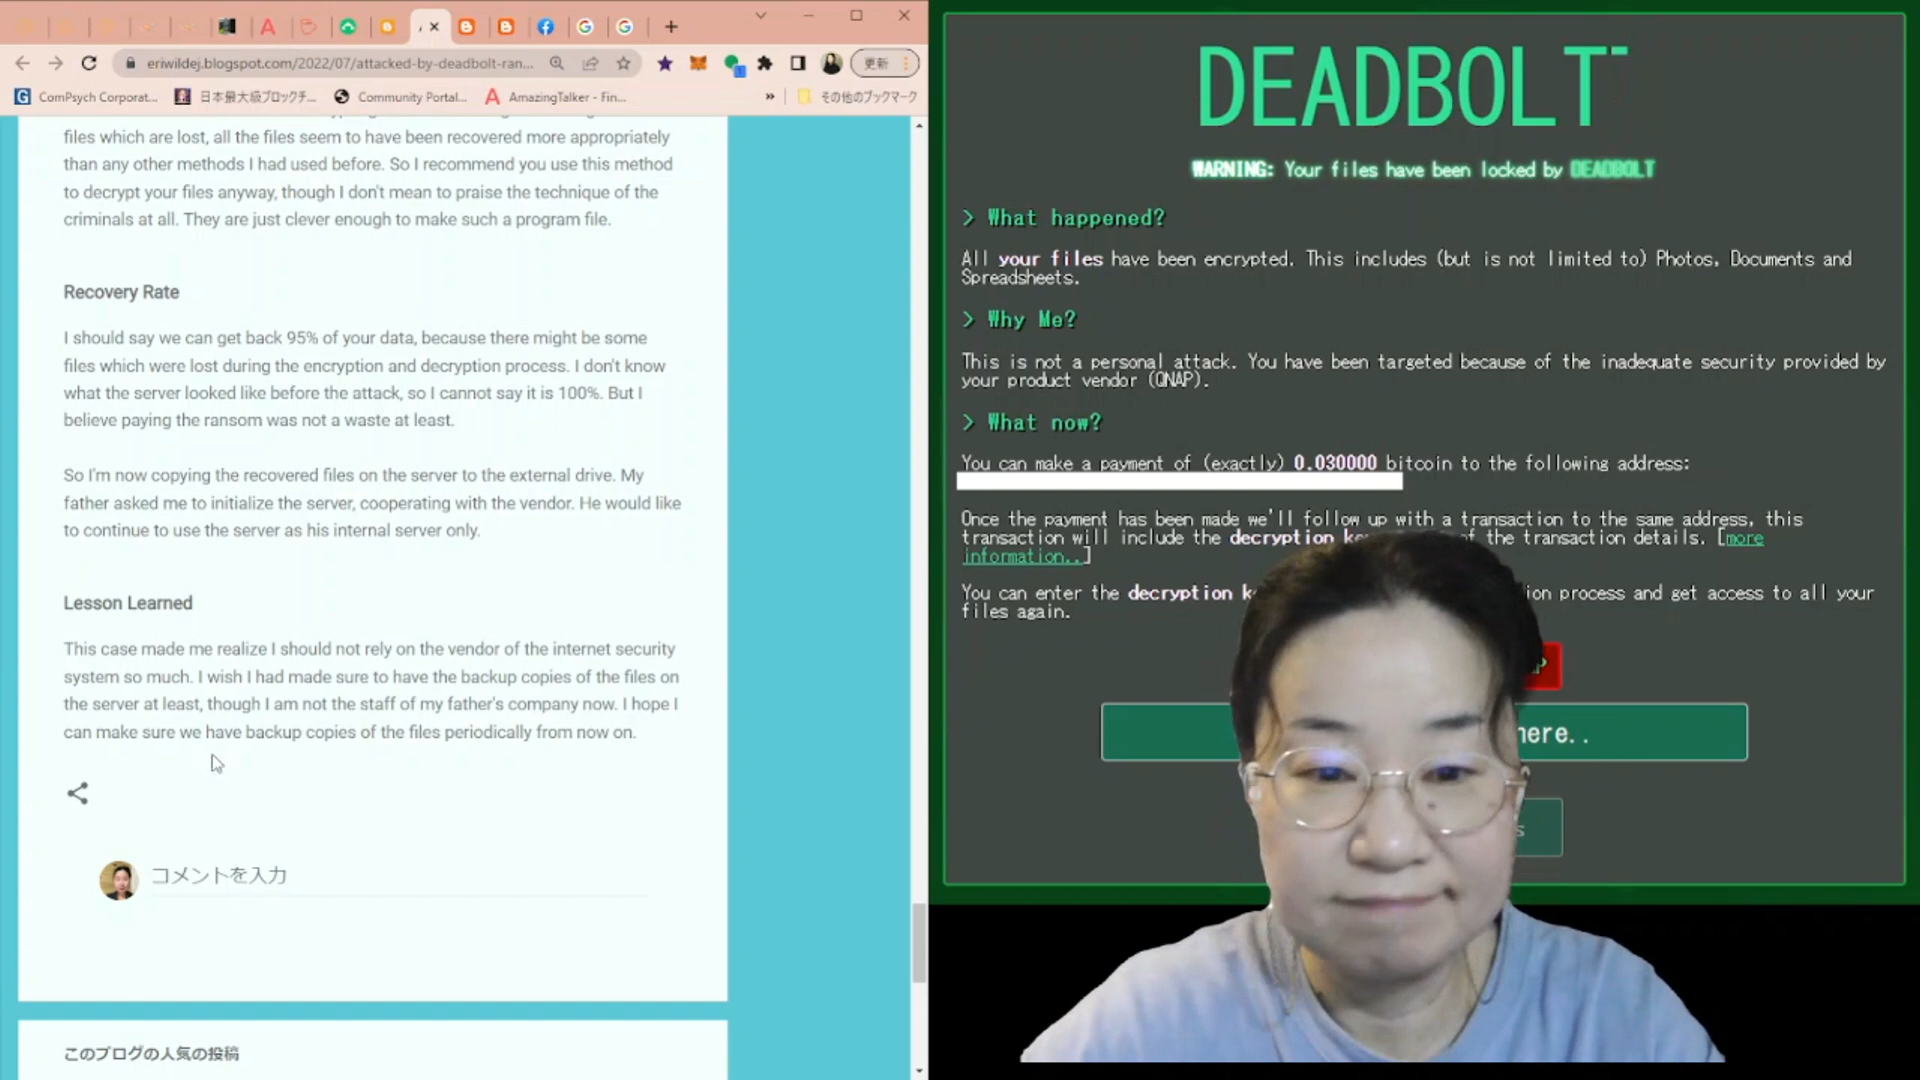 eriwildej.blogspot.com/2022/07/attacked-by-deadbolt-ran...
更新
ComPsych Corporat...
日本最大級ブロックチ...
Community Portal...
AmazingTalker - Fin...
»
その他のブックマーク
files which are lost, all the files seem to have been recovered more appropriately
than any other methods I had used before. So I recommend you use this method
to decrypt your files anyway, though I don't mean to praise the technique of the
criminals at all. They are just clever enough to make such a program file.
Recovery Rate
I should say we can get back 95% of your data, because there might be some
files which were lost during the encryption and decryption process. I don't know
what the server looked like before the attack, so I cannot say it is 100%. But I
believe paying the ransom was not a waste at least.
So I'm now copying the recovered files on the server to the external drive. My
father asked me to initialize the server, cooperating with the vendor. He would like
to continue to use the server as his internal server only.
Lesson Learned
This case made me realize I should not rely on the vendor of the internet security
system so much. I wish I had made sure to have the backup copies of the files on
the server at least, though I am not the staff of my father's company now. I hope I
can make sure we have backup copies of the files periodically from now on.
コメントを入力
このブログの人気の投稿
DEADBOLT
WARNING: Your files have been locked by DEADBOLT
> What happened?
All your files have been encrypted. This includes (but is not limited to) Photos, Documents and
Spreadsheets.
> Why Me?
This is not a personal attack. You have been targeted because of the inadequate security provided by
your product vendor (QNAP).
> What now?
You can make a payment of (exactly) 0.030000 bitcoin to the following address:
Once the payment has been made we'll follow up with a transaction to the same address, this
transaction will include the decryption ke of the transaction details. [more
information..]
You can enter the decryption k ion process and get access to all your
files again.
here..
s